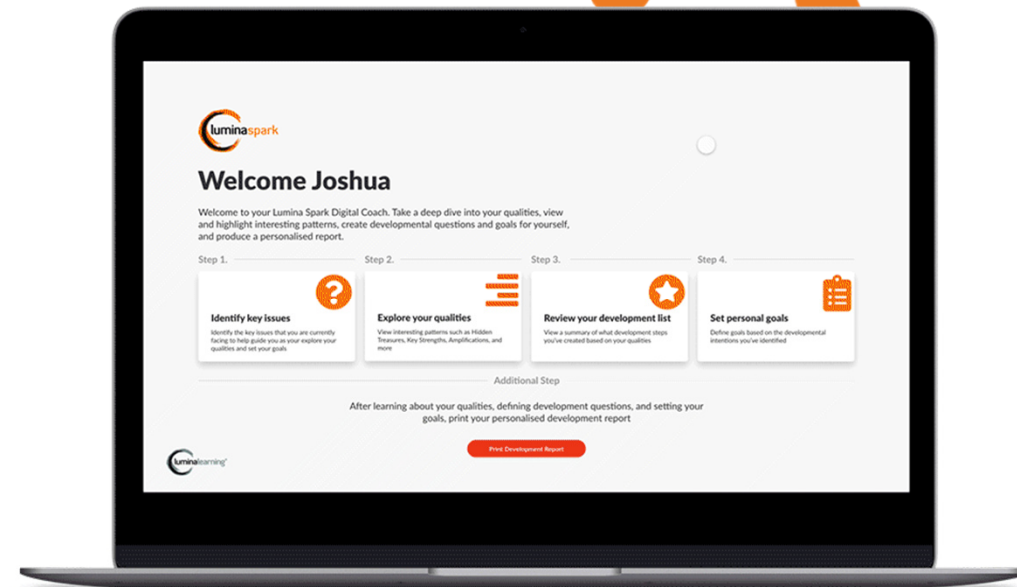 luminaspark
Welcome Joshua
Welcome to your Lumina Spark Digital Coach. Take a deep dive into your qualities, view
and highlight interesting patterns, create developmental questions and goals for yourself,
and produce a personalised report.
Step 1.
Identify key issues
Identify the key issues that you are currently
facing to help guide you as your explore your
qualities and set your goals
Step 2.
Explore your qualities
View interesting patterns such as Hidden
Treasures, Key Strengths, Amplifications, and
more
Step 3.
Review your development list
View a summary of what development steps
you've created based on your qualities
Step 4.
Set personal goals
Define goals based on the developmental
intentions you've identified
Additional Step
After learning about your qualities, defining development questions, and setting your
goals, print your personalised development report
Print Development Report
luminalearning